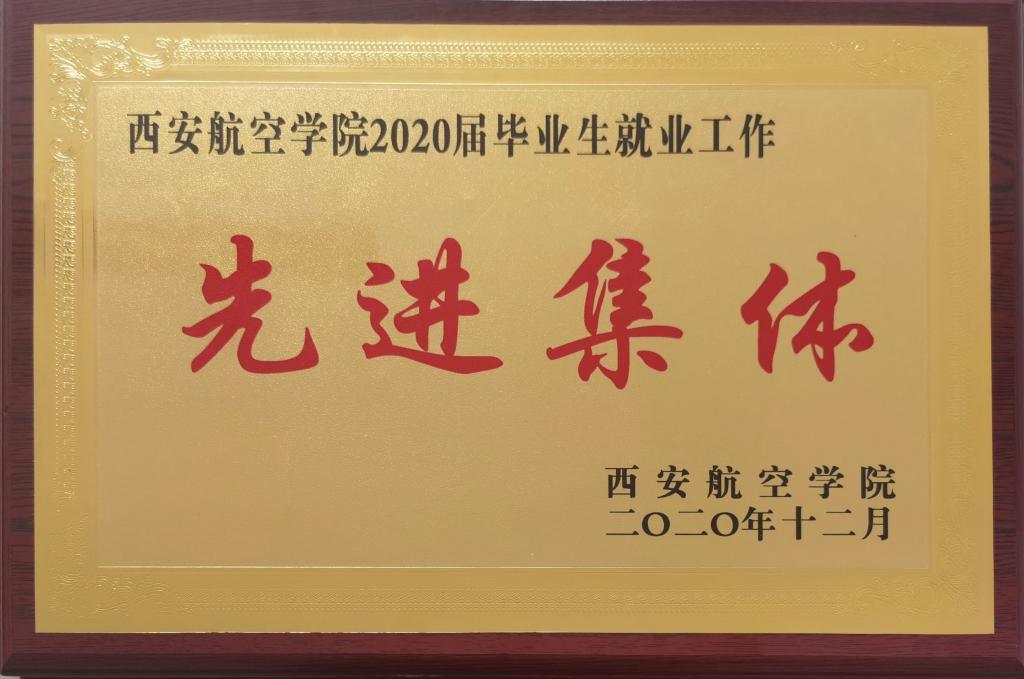 西安航空学院2020届毕业生就业工作
先进集体
西安航空学院
二〇二〇年十二月